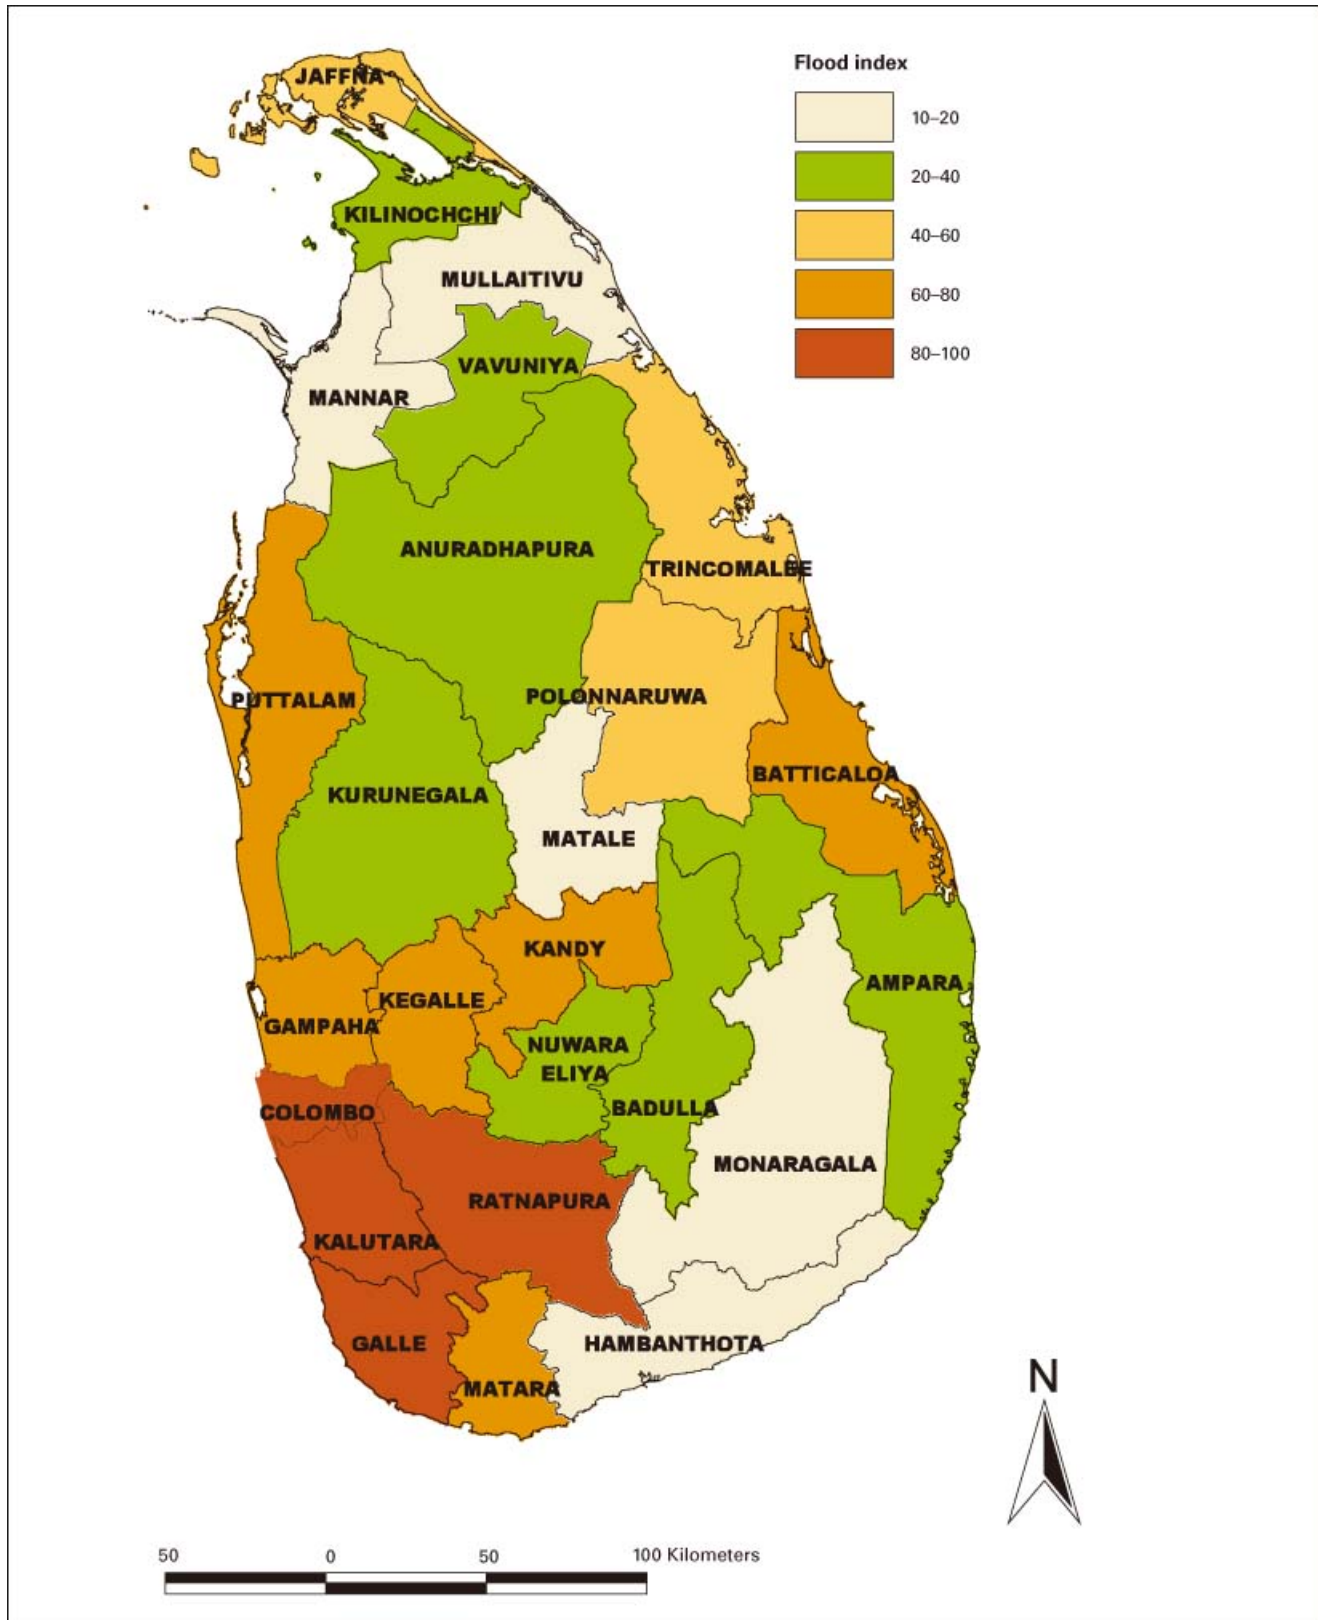 Flood index
10–20
20–40
40–60
60–80
80–100
JAFFNA
KILINOCHCHI
MULLAITIVU
VAVUNIYA
MANNAR
ANURADHAPURA
TRINCOMALEE
PUTTALAM
POLONNARUWA
BATTICALOA
KURUNEGALA
MATALE
KANDY
AMPARA
KEGALLE
GAMPAHA
NUWARA
ELIYA
COLOMBO
BADULLA
MONARAGALA
RATNAPURA
KALUTARA
GALLE
HAMBANTHOTA
MATARA
N
50 0 50 100 Kilometers